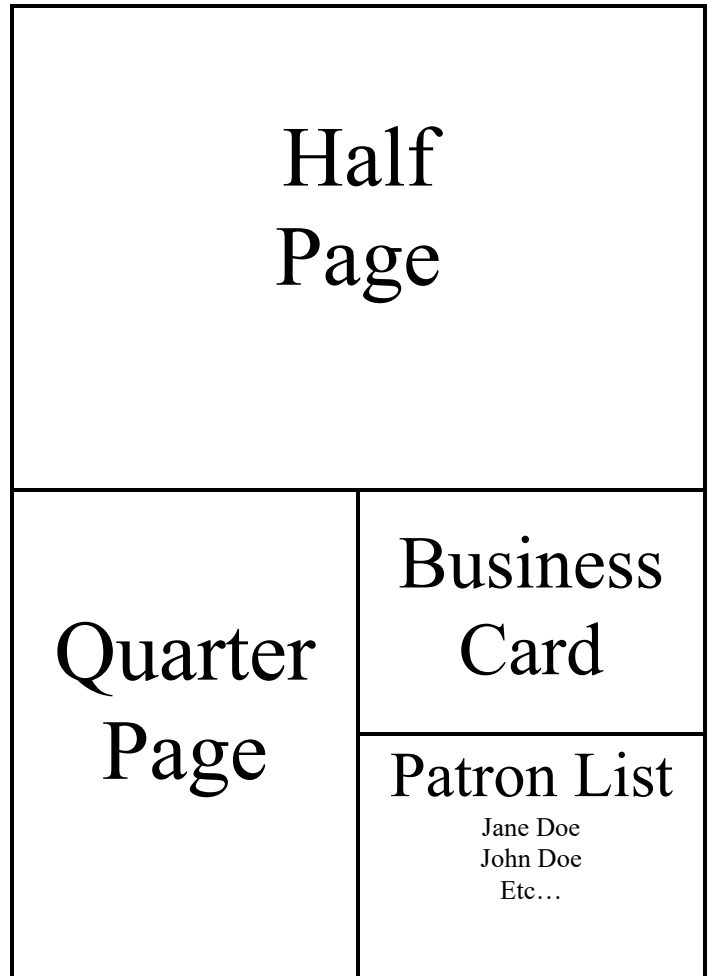 Half
Page
Quarter
Page
Business
Card
Patron List
Jane Doe
John Doe
Etc…